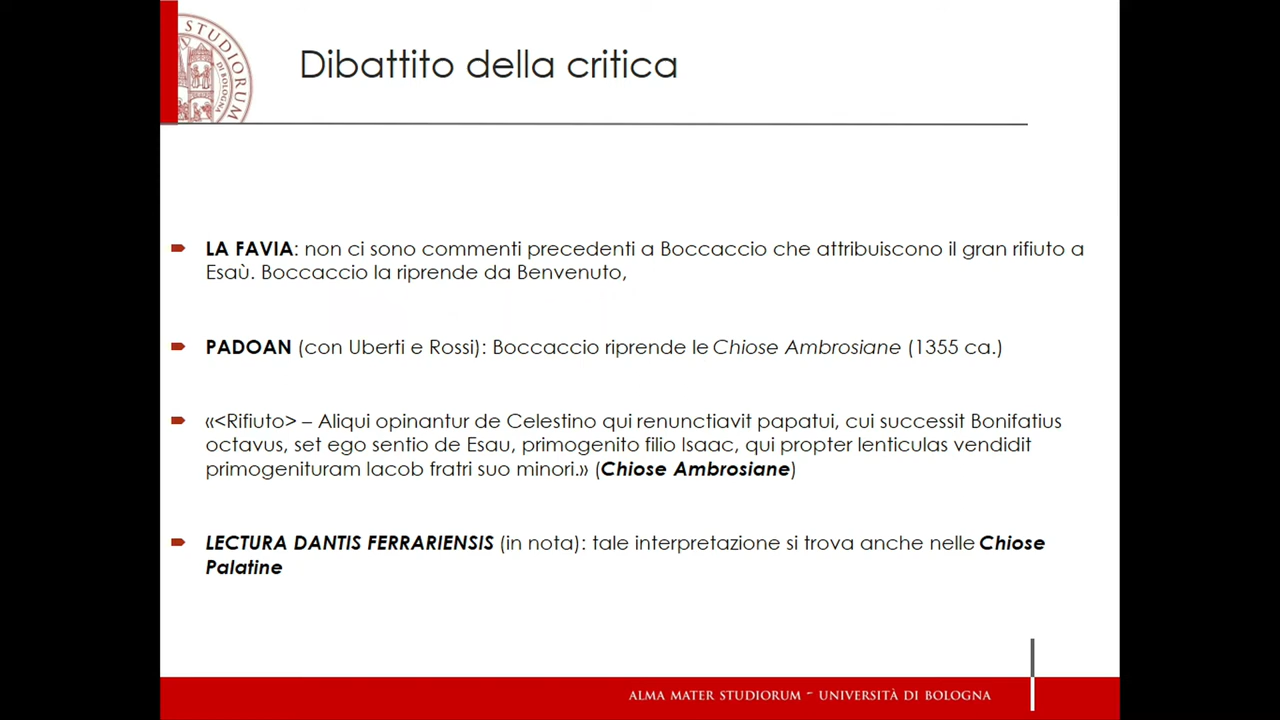 STUDIORUM
DI BOLOGNA
Dibattito della critica
LA FAVIA: non ci sono commenti precedenti a Boccaccio che attribuiscono il gran rifiuto a
Esaù. Boccaccio la riprende da Benvenuto,
PADOAN (con Uberti e Rossi): Boccaccio riprende le Chiose Ambrosiane (1355 ca.)
«<Rifiuto> – Aliqui opinantur de Celestino qui renunctiavit papatui, cui successit Bonifatius
octavus, set ego sentio de Esau, primogenito filio Isaac, qui propter lenticulas vendidit
primogenituram Iacob fratri suo minori.» (Chiose Ambrosiane)
LECTURA DANTIS FERRARIENSIS (in nota): tale interpretazione si trova anche nelle Chiose
Palatine
ALMA MATER STUDIORUM ~ UNIVERSITÀ DI BOLOGNA